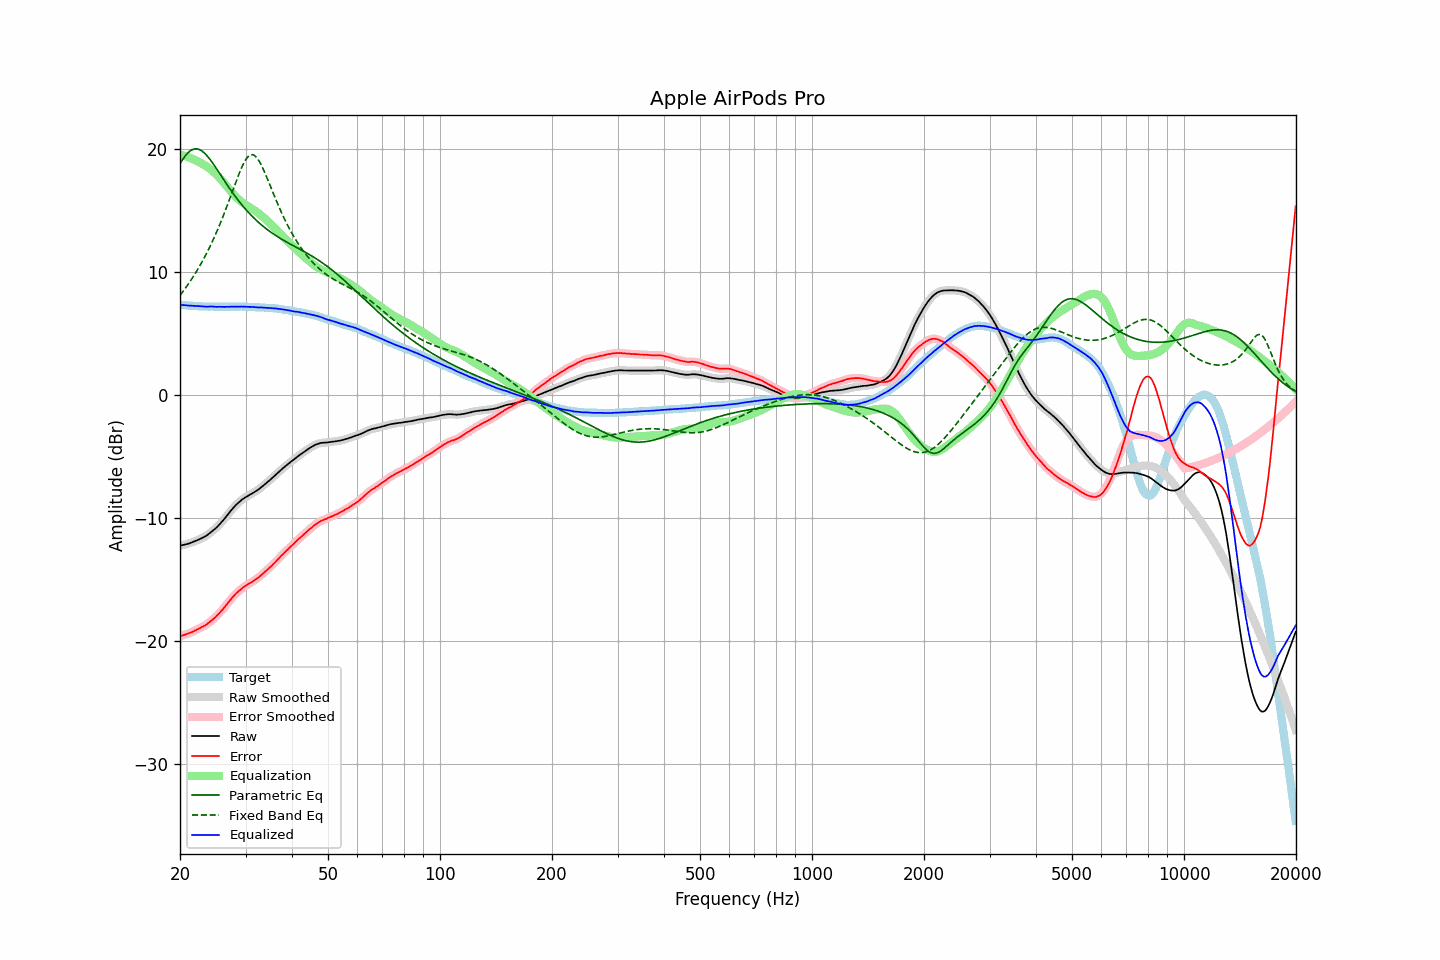 Apple AirPods Pro
20
10
0
−10
−20
−30
Amplitude (dBr)
Target
Raw Smoothed
Error Smoothed
Raw
Error
Equalization
Parametric Eq
Fixed Band Eq
Equalized
20 50 100 200 500 1000 2000 5000 10000 20000
Frequency (Hz)